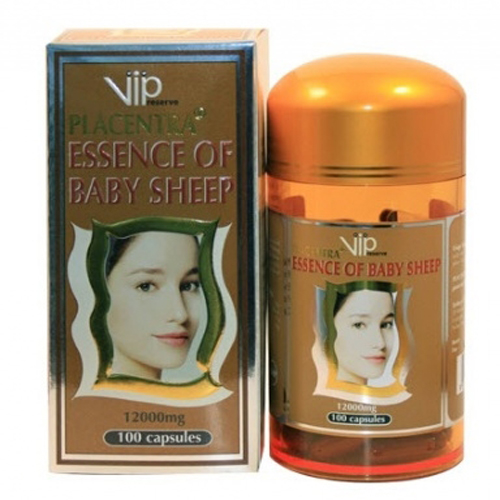 Vip
reserve
PLACENTRA
ESSENCE OF
BABY SHEEP
12000mg
100 capsules
Vip
reserve
ESSENCE OF BABY SHEEP
12000mg
100 capsules